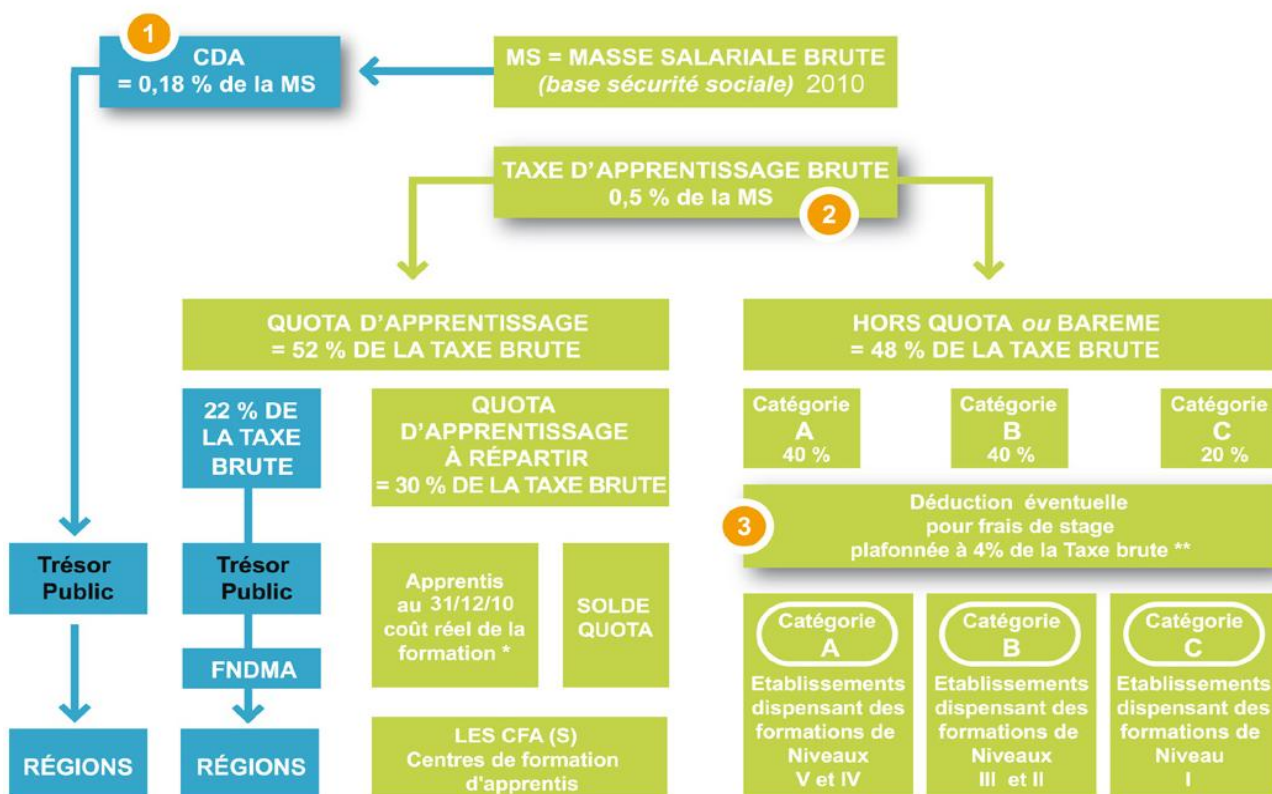 1
CDA
= 0,18 % de la MS
MS = MASSE SALARIALE BRUTE
(base sécurité sociale) 2010
TAXE D'APPRENTISSAGE BRUTE
0,5 % de la MS
2
QUOTA D'APPRENTISSAGE
= 52 % DE LA TAXE BRUTE
HORS QUOTA ou BAREME
= 48 % DE LA TAXE BRUTE
22 % DE
LA TAXE
BRUTE
QUOTA
D'APPRENTISSAGE
À RÉPARTIR
= 30 % DE LA TAXE BRUTE
Catégorie
A
40 %
Catégorie
B
40 %
Catégorie
C
20 %
3
Déduction éventuelle
pour frais de stage
plafonnée à 4% de la Taxe brute **
Trésor
Public
Trésor
Public
Apprentis
au 31/12/10
coût réel de la
formation *
SOLDE
QUOTA
FNDMA
RÉGIONS
RÉGIONS
LES CFA (S)
Centres de formation
d'apprentis
Catégorie
A
Etablissements
dispensant des
formations de
Niveaux
V et IV
Catégorie
B
Etablissements
dispensant des
formations de
Niveaux
III et II
Catégorie
C
Etablissements
dispensant des
formations de
Niveau
I